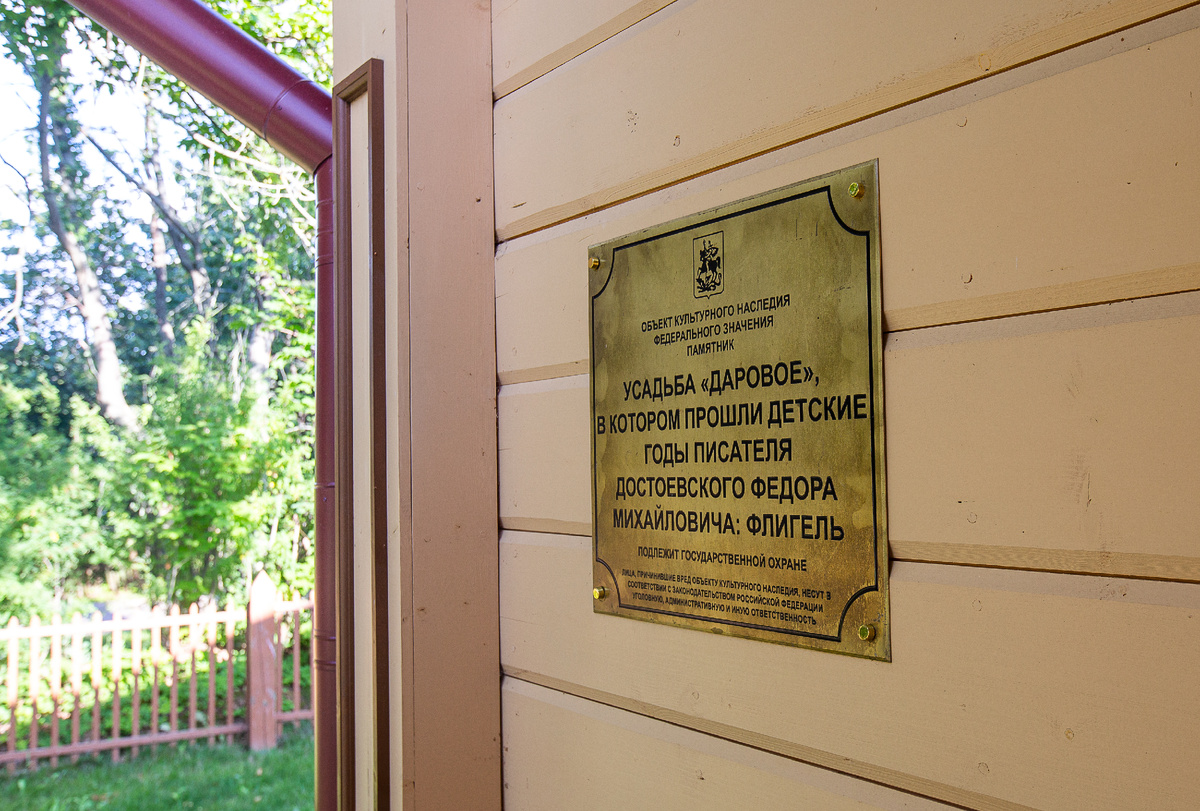 ОБЪЕКТ КУЛЬТУРНОГО НАСЛЕДИЯ
ФЕДЕРАЛЬНОГО ЗНАЧЕНИЯ
ПАМЯТНИК
УСАДЬБА «ДАРОВОЕ»,
В КОТОРОМ ПРОШЛИ ДЕТСКИЕ
ГОДЫ ПИСАТЕЛЯ
ДОСТОЕВСКОГО ФЕДОРА
МИХАЙЛОВИЧА: ФЛИГЕЛЬ
ПОДЛЕЖИТ ГОСУДАРСТВЕННОЙ ОХРАНЕ
ЛИЦА, ПРИЧИНИВШИЕ ВРЕД ОБЪЕКТУ КУЛЬТУРНОГО НАСЛЕДИЯ, НЕСУТ В
СООТВЕТСТВИИ С ЗАКОНОДАТЕЛЬСТВОМ РОССИЙСКОЙ ФЕДЕРАЦИИ
УГОЛОВНУЮ, АДМИНИСТРАТИВНУЮ И ИНУЮ ОТВЕТСТВЕННОСТЬ